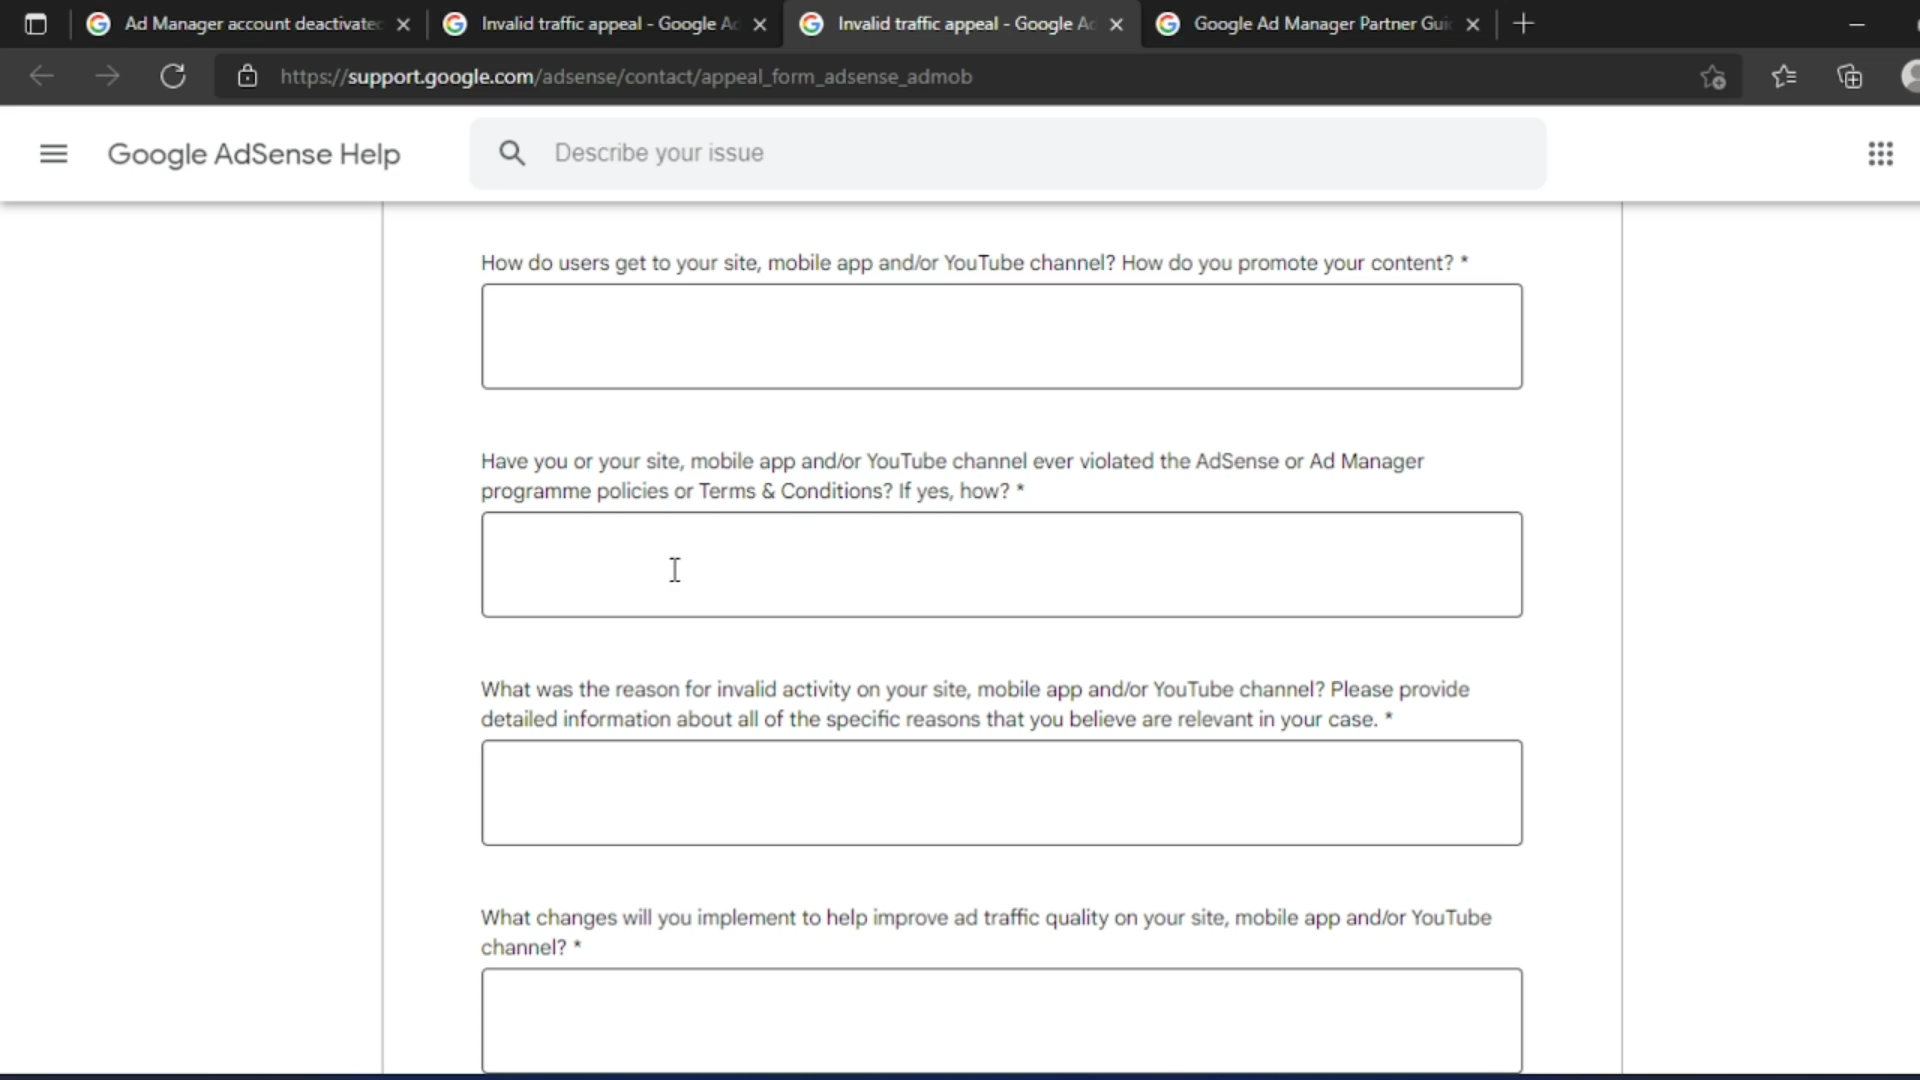 Ad Manager account deactivated
Invalid traffic appeal - Google Ad
Invalid traffic appeal - Google Ad
Google Ad Manager Partner Gui
https://support.google.com/adsense/contact/appeal_form_adsense_admob
Google AdSense Help
Describe your issue
How do users get to your site, mobile app and/or YouTube channel? How do you promote your content? *
Have you or your site, mobile app and/or YouTube channel ever violated the AdSense or Ad Manager
programme policies or Terms & Conditions? If yes, how? *
What was the reason for invalid activity on your site, mobile app and/or YouTube channel? Please provide
detailed information about all of the specific reasons that you believe are relevant in your case. *
What changes will you implement to help improve ad traffic quality on your site, mobile app and/or YouTube
channel? *